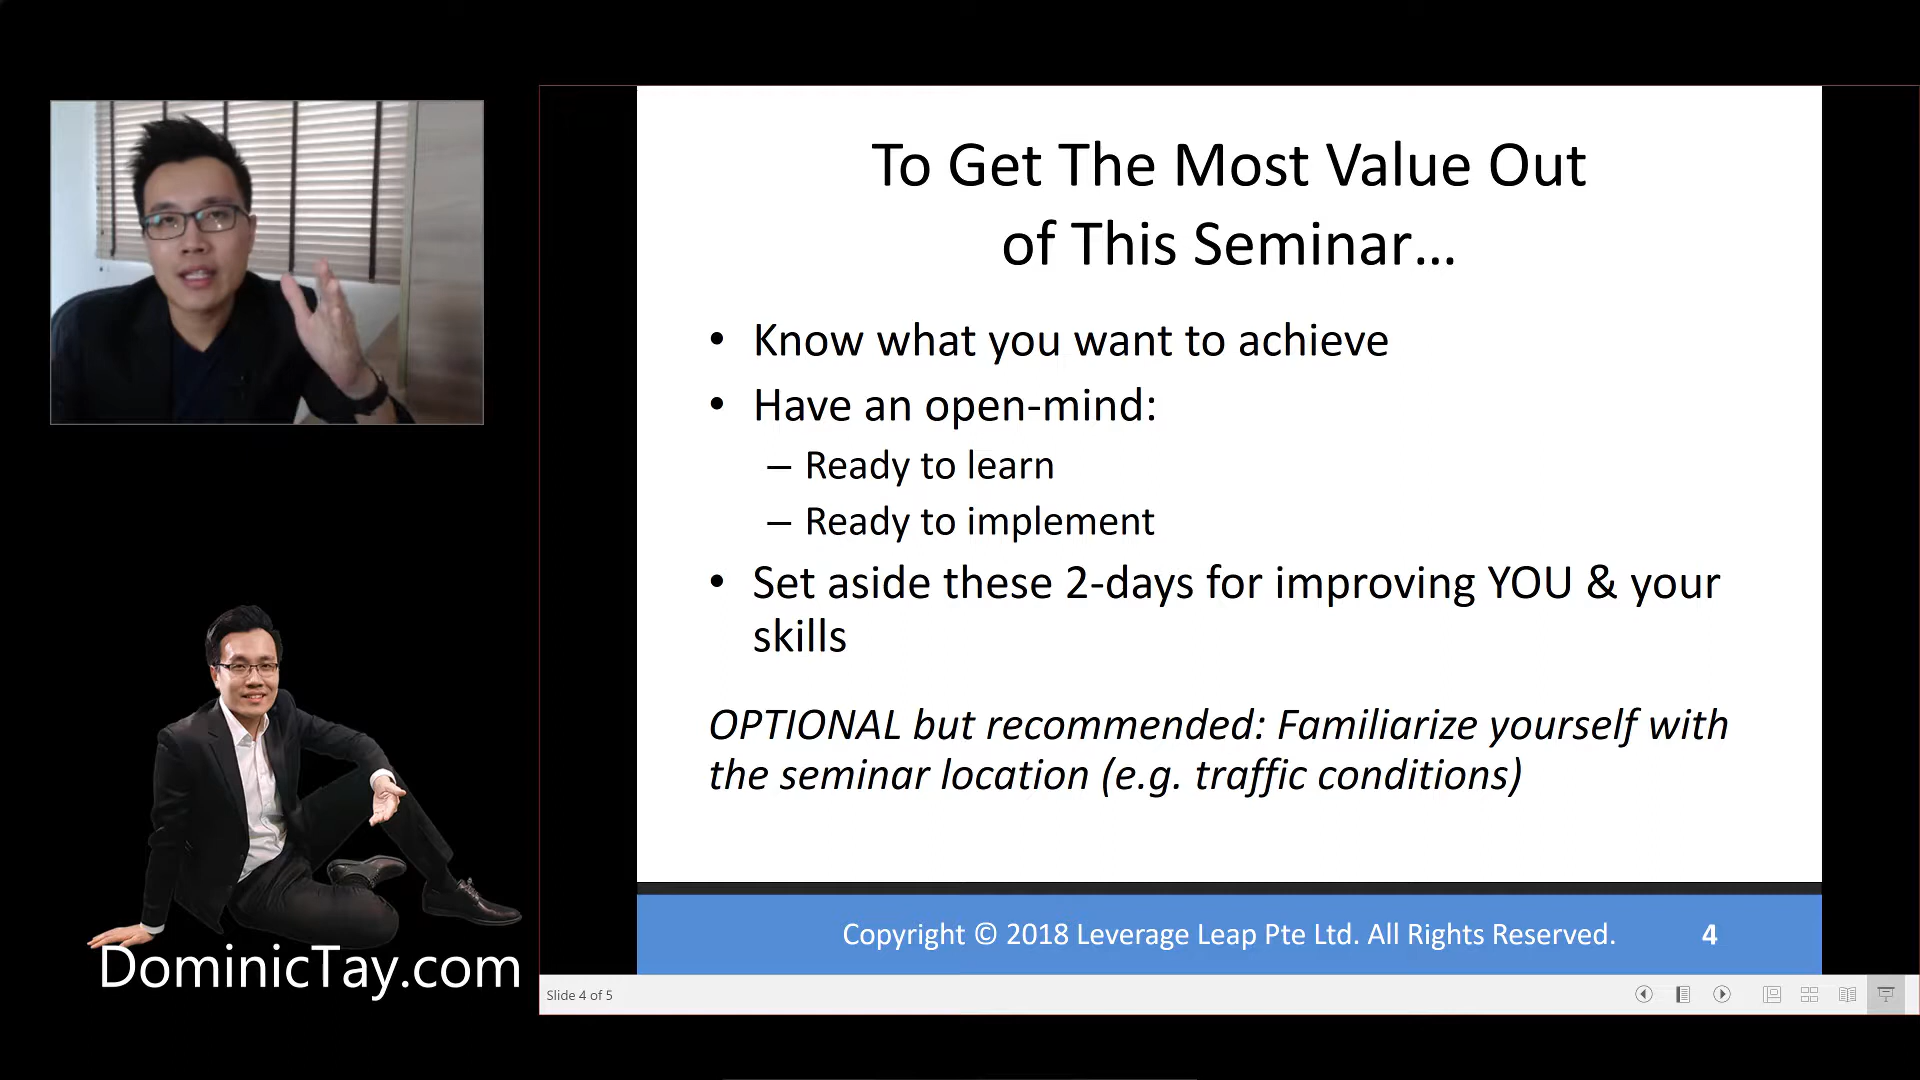 To Get The Most Value Out
of This Seminar...
• Know what you want to achieve
• Have an open-mind:
– Ready to learn
– Ready to implement
• Set aside these 2-days for improving YOU & your
skills
OPTIONAL but recommended: Familiarize yourself with
the seminar location (e.g. traffic conditions)
Copyright © 2018 Leverage Leap Pte Ltd. All Rights Reserved. 4
Slide 4 of 5
DominicTay.com